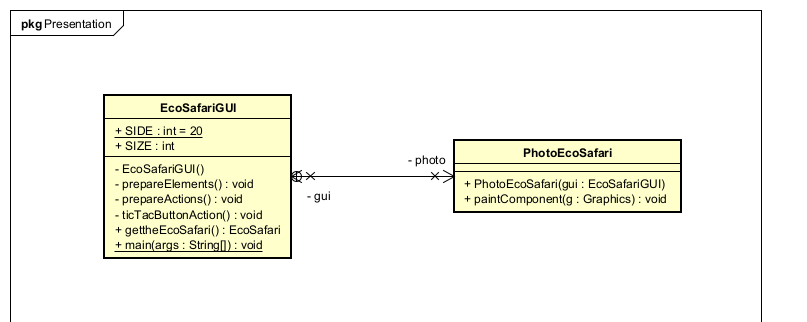 pkg Presentation
EcoSafariGUI
+ SIDE : int = 20
+ SIZE : int
- EcoSafariGUI()
- prepareElements() : void
- prepareActions() : void
- ticTacButtonAction() : void
+ gettheEcoSafari() : EcoSafari
+ main(args : String[]) : void
- photo
- gui
PhotoEcoSafari
+ PhotoEcoSafari(gui : EcoSafariGUI)
+ paintComponent(g : Graphics) : void